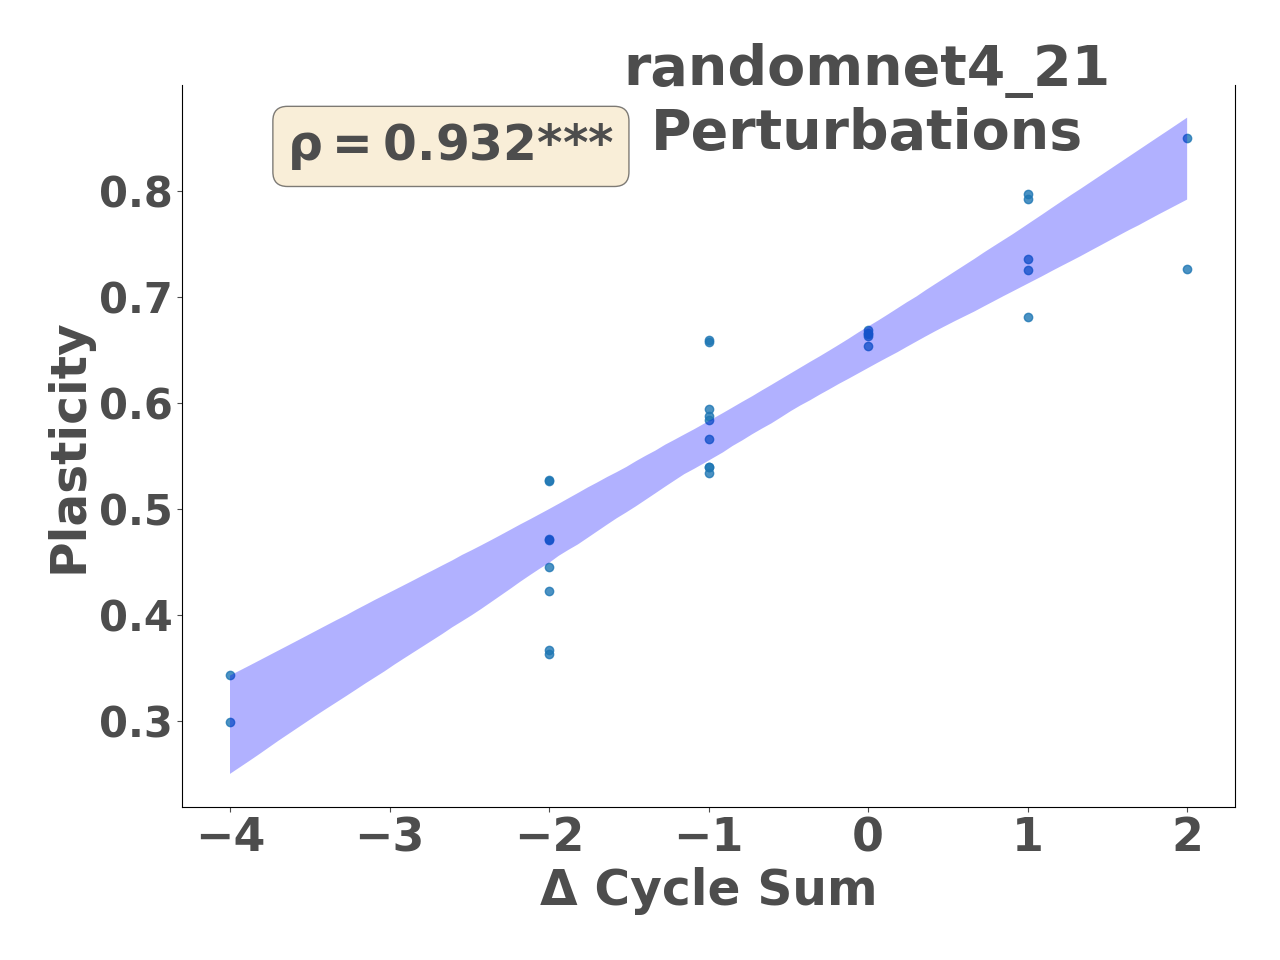 randomnet4_21
Perturbations
ρ = 0.932***
Plasticity
0.8
0.7
0.6
0.5
0.4
0.3
−4 −3 −2 −1 0 1 2
Δ Cycle Sum